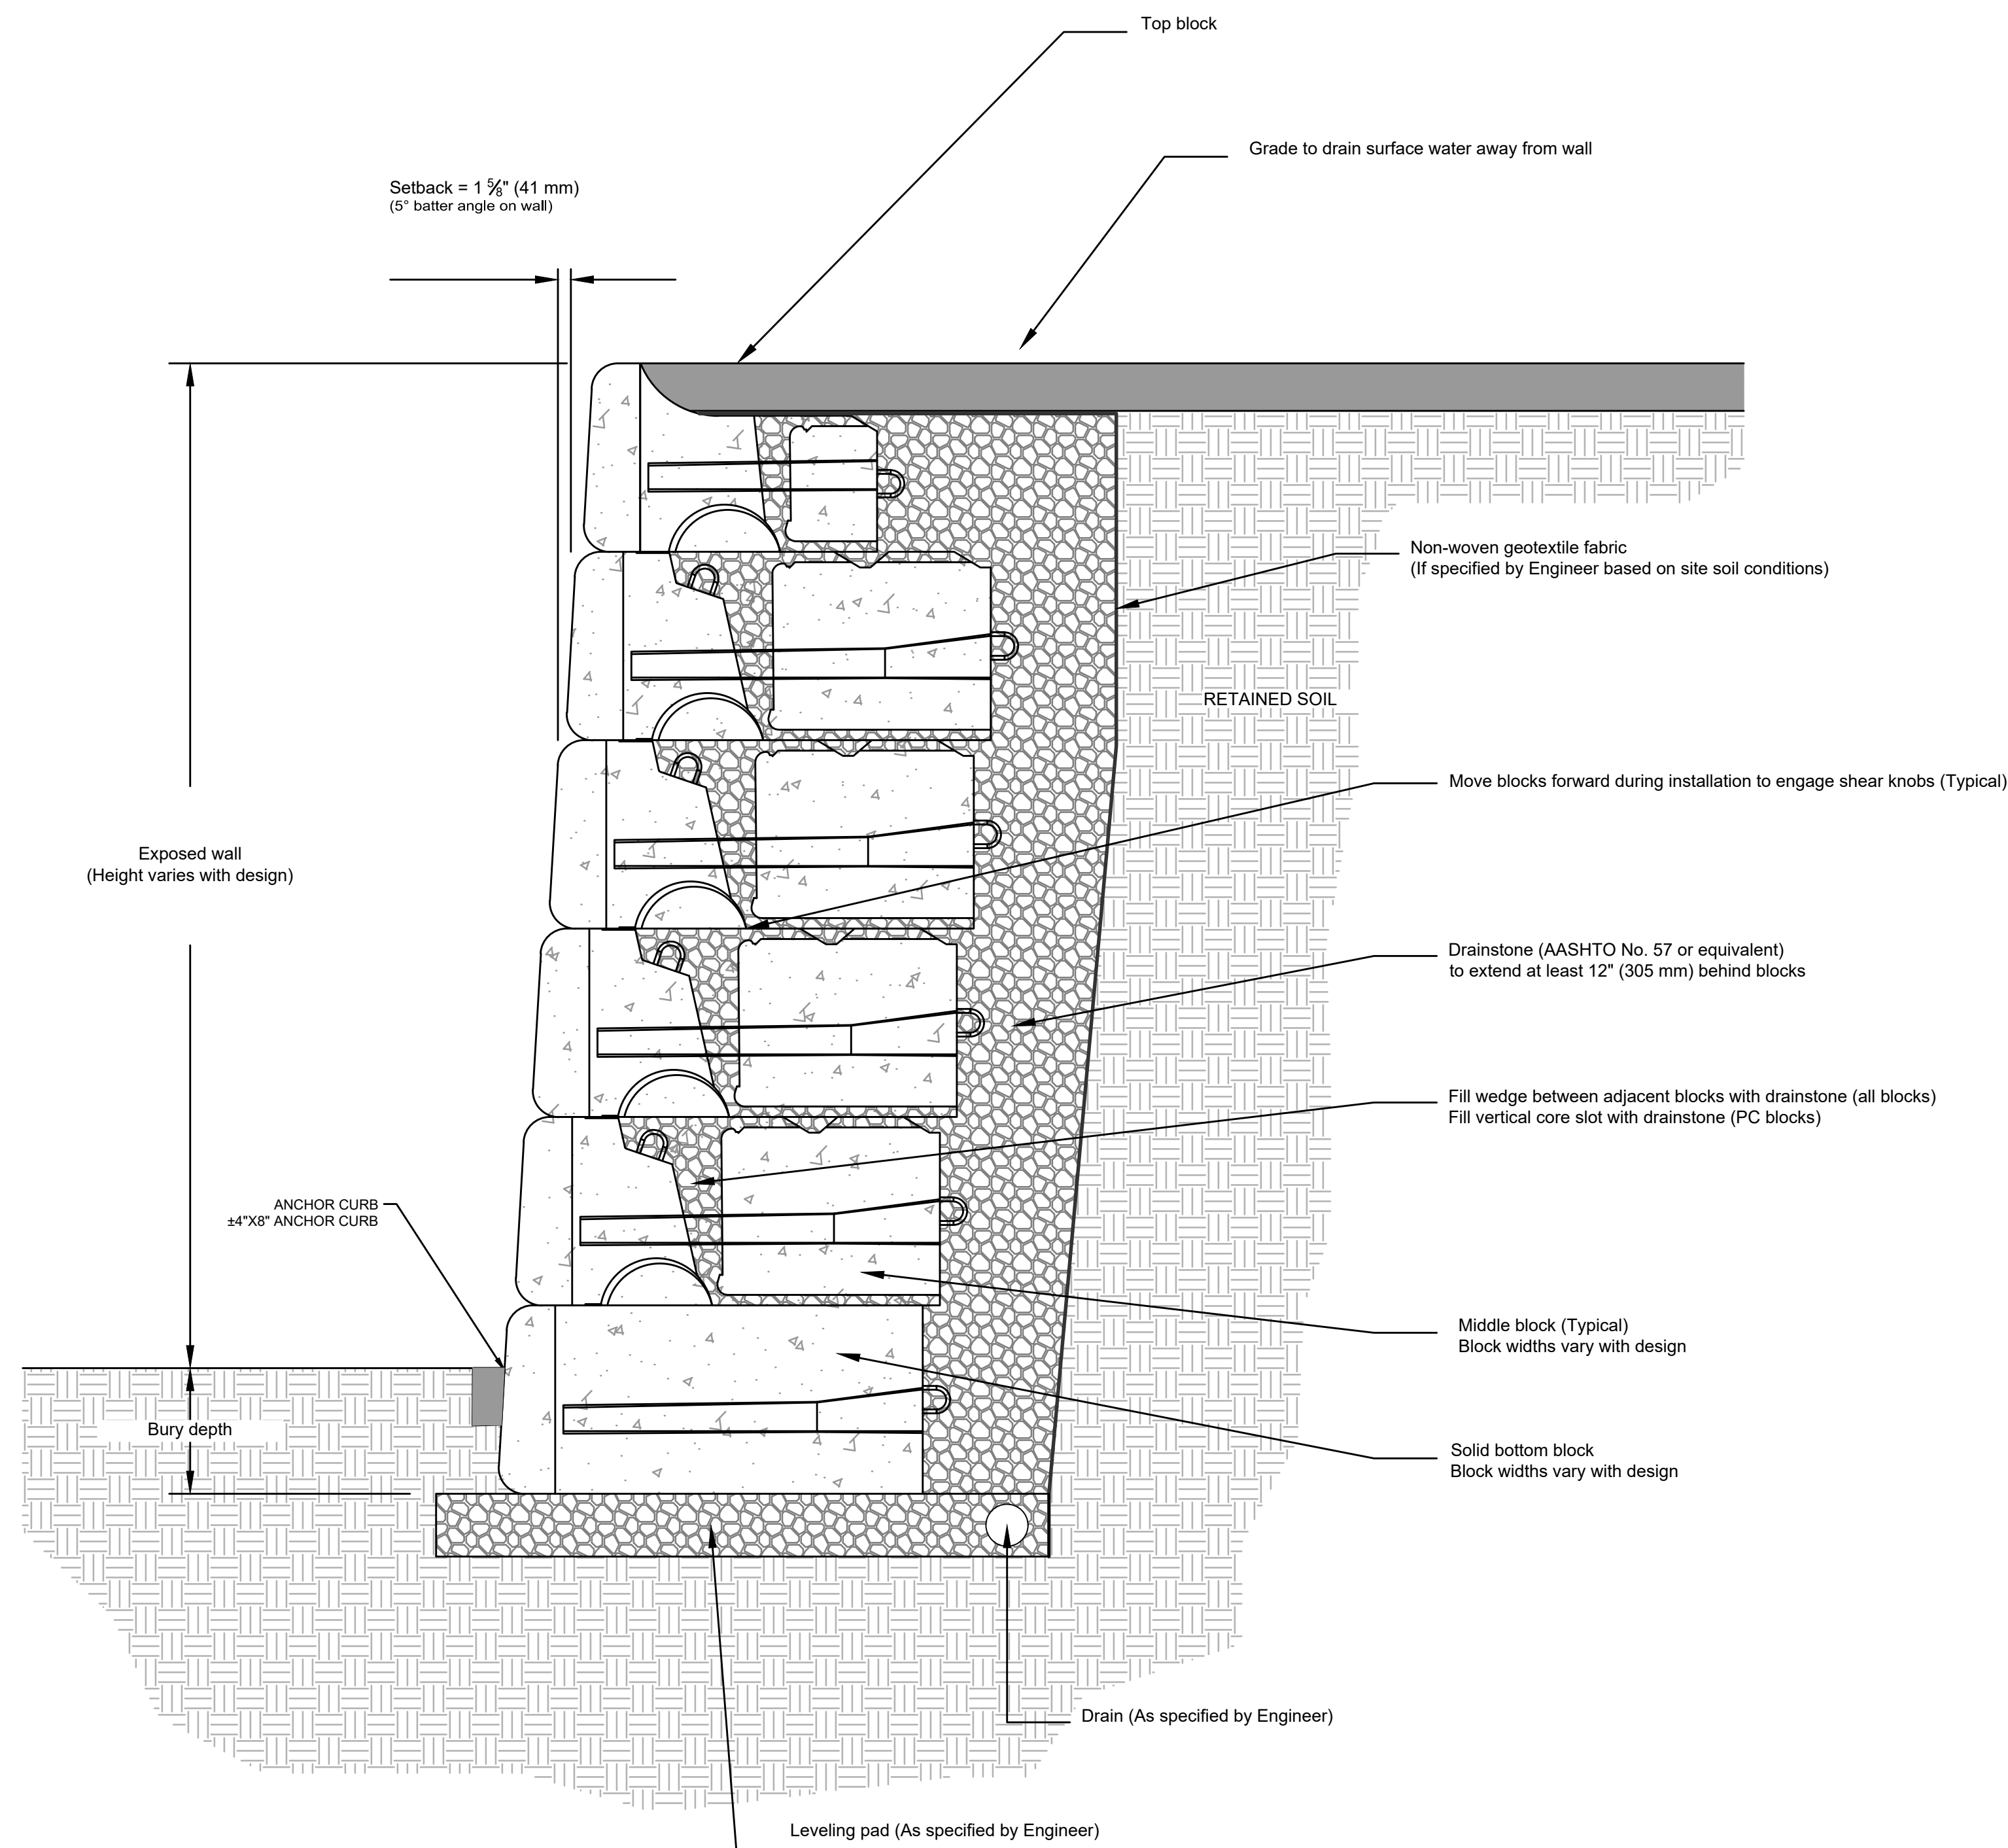 Top block
Grade to drain surface water away from wall
Setback = 1 ⅝" (41 mm)
(5° batter angle on wall)
Non-woven geotextile fabric
(If specified by Engineer based on site soil conditions)
RETAINED SOIL
Move blocks forward during installation to engage shear knobs (Typical)
Exposed wall
(Height varies with design)
Drainstone (AASHTO No. 57 or equivalent)
to extend at least 12" (305 mm) behind blocks
Fill wedge between adjacent blocks with drainstone (all blocks)
Fill vertical core slot with drainstone (PC blocks)
ANCHOR CURB
±4"X8" ANCHOR CURB
Middle block (Typical)
Block widths vary with design
Bury depth
Solid bottom block
Block widths vary with design
Drain (As specified by Engineer)
Leveling pad (As specified by Engineer)